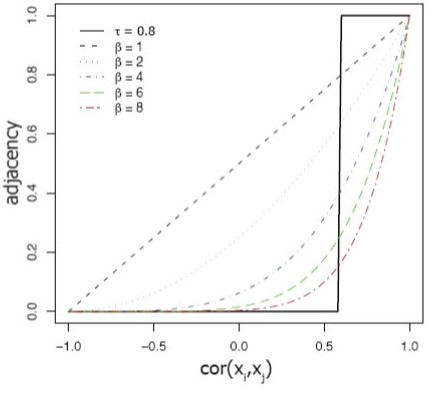 τ = 0.8
β = 1
β = 2
β = 4
β = 6
β = 8
adjacency
1.0
0.8
0.6
0.4
0.2
0.0
−1.0 −0.5 0.0 0.5 1.0
cor(xi,xj)